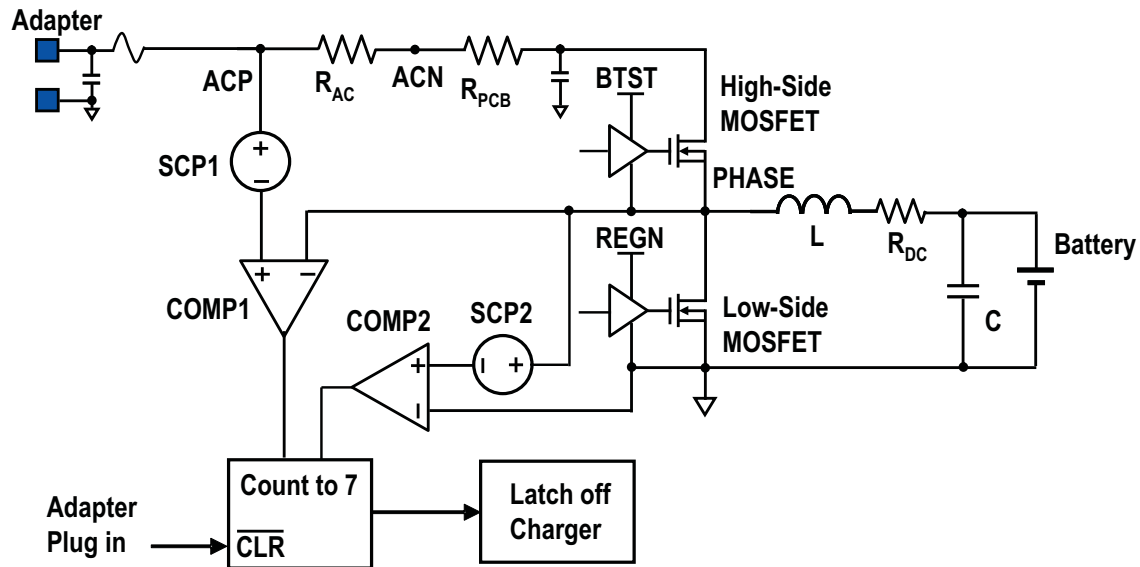 Adapter
ACP
R_AC
ACN
R_PCB
BTST
High-Side
MOSFET
+
−
SCP1
PHASE
L
R_DC
REGN
Battery
+
−
COMP1
COMP2
SCP2
+
−
−
+
Low-Side
MOSFET
C
Count to 7
CLR
Adapter
Plug in
Latch off
Charger